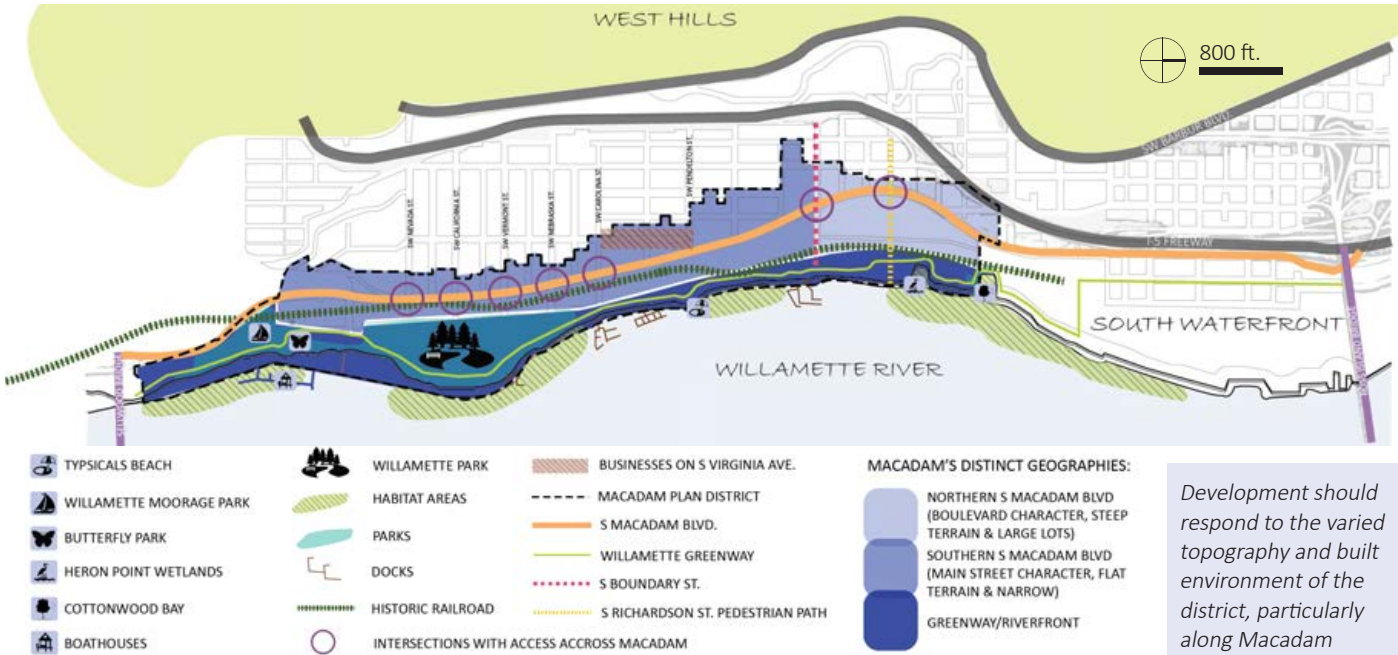 WEST HILLS
800 ft.
SW BARBUR BLVD.
I-5 FREEWAY
SW NEVADA ST.
SW CALIFORNIA ST.
SW VERMONT ST.
SW NEBRASKA ST.
SW CAROLINA ST.
SW PENDELTON ST.
SOUTH WATERFRONT
WILLAMETTE RIVER
TYPSICALS BEACH
WILLAMETTE MOORAGE PARK
BUTTERFLY PARK
HERON POINT WETLANDS
COTTONWOOD BAY
BOATHOUSES
WILLAMETTE PARK
HABITAT AREAS
PARKS
DOCKS
HISTORIC RAILROAD
INTERSECTIONS WITH ACCESS ACCROSS MACADAM
BUSINESSES ON S VIRGINIA AVE.
MACADAM PLAN DISTRICT
S MACADAM BLVD.
WILLAMETTE GREENWAY
S BOUNDARY ST.
S RICHARDSON ST. PEDESTRIAN PATH
MACADAM'S DISTINCT GEOGRAPHIES:
NORTHERN S MACADAM BLVD
(BOULEVARD CHARACTER, STEEP
TERRAIN & LARGE LOTS)
SOUTHERN S MACADAM BLVD
(MAIN STREET CHARACTER, FLAT
TERRAIN & NARROW)
GREENWAY/RIVERFRONT
Development should
respond to the varied
topography and built
environment of the
district, particularly
along Macadam